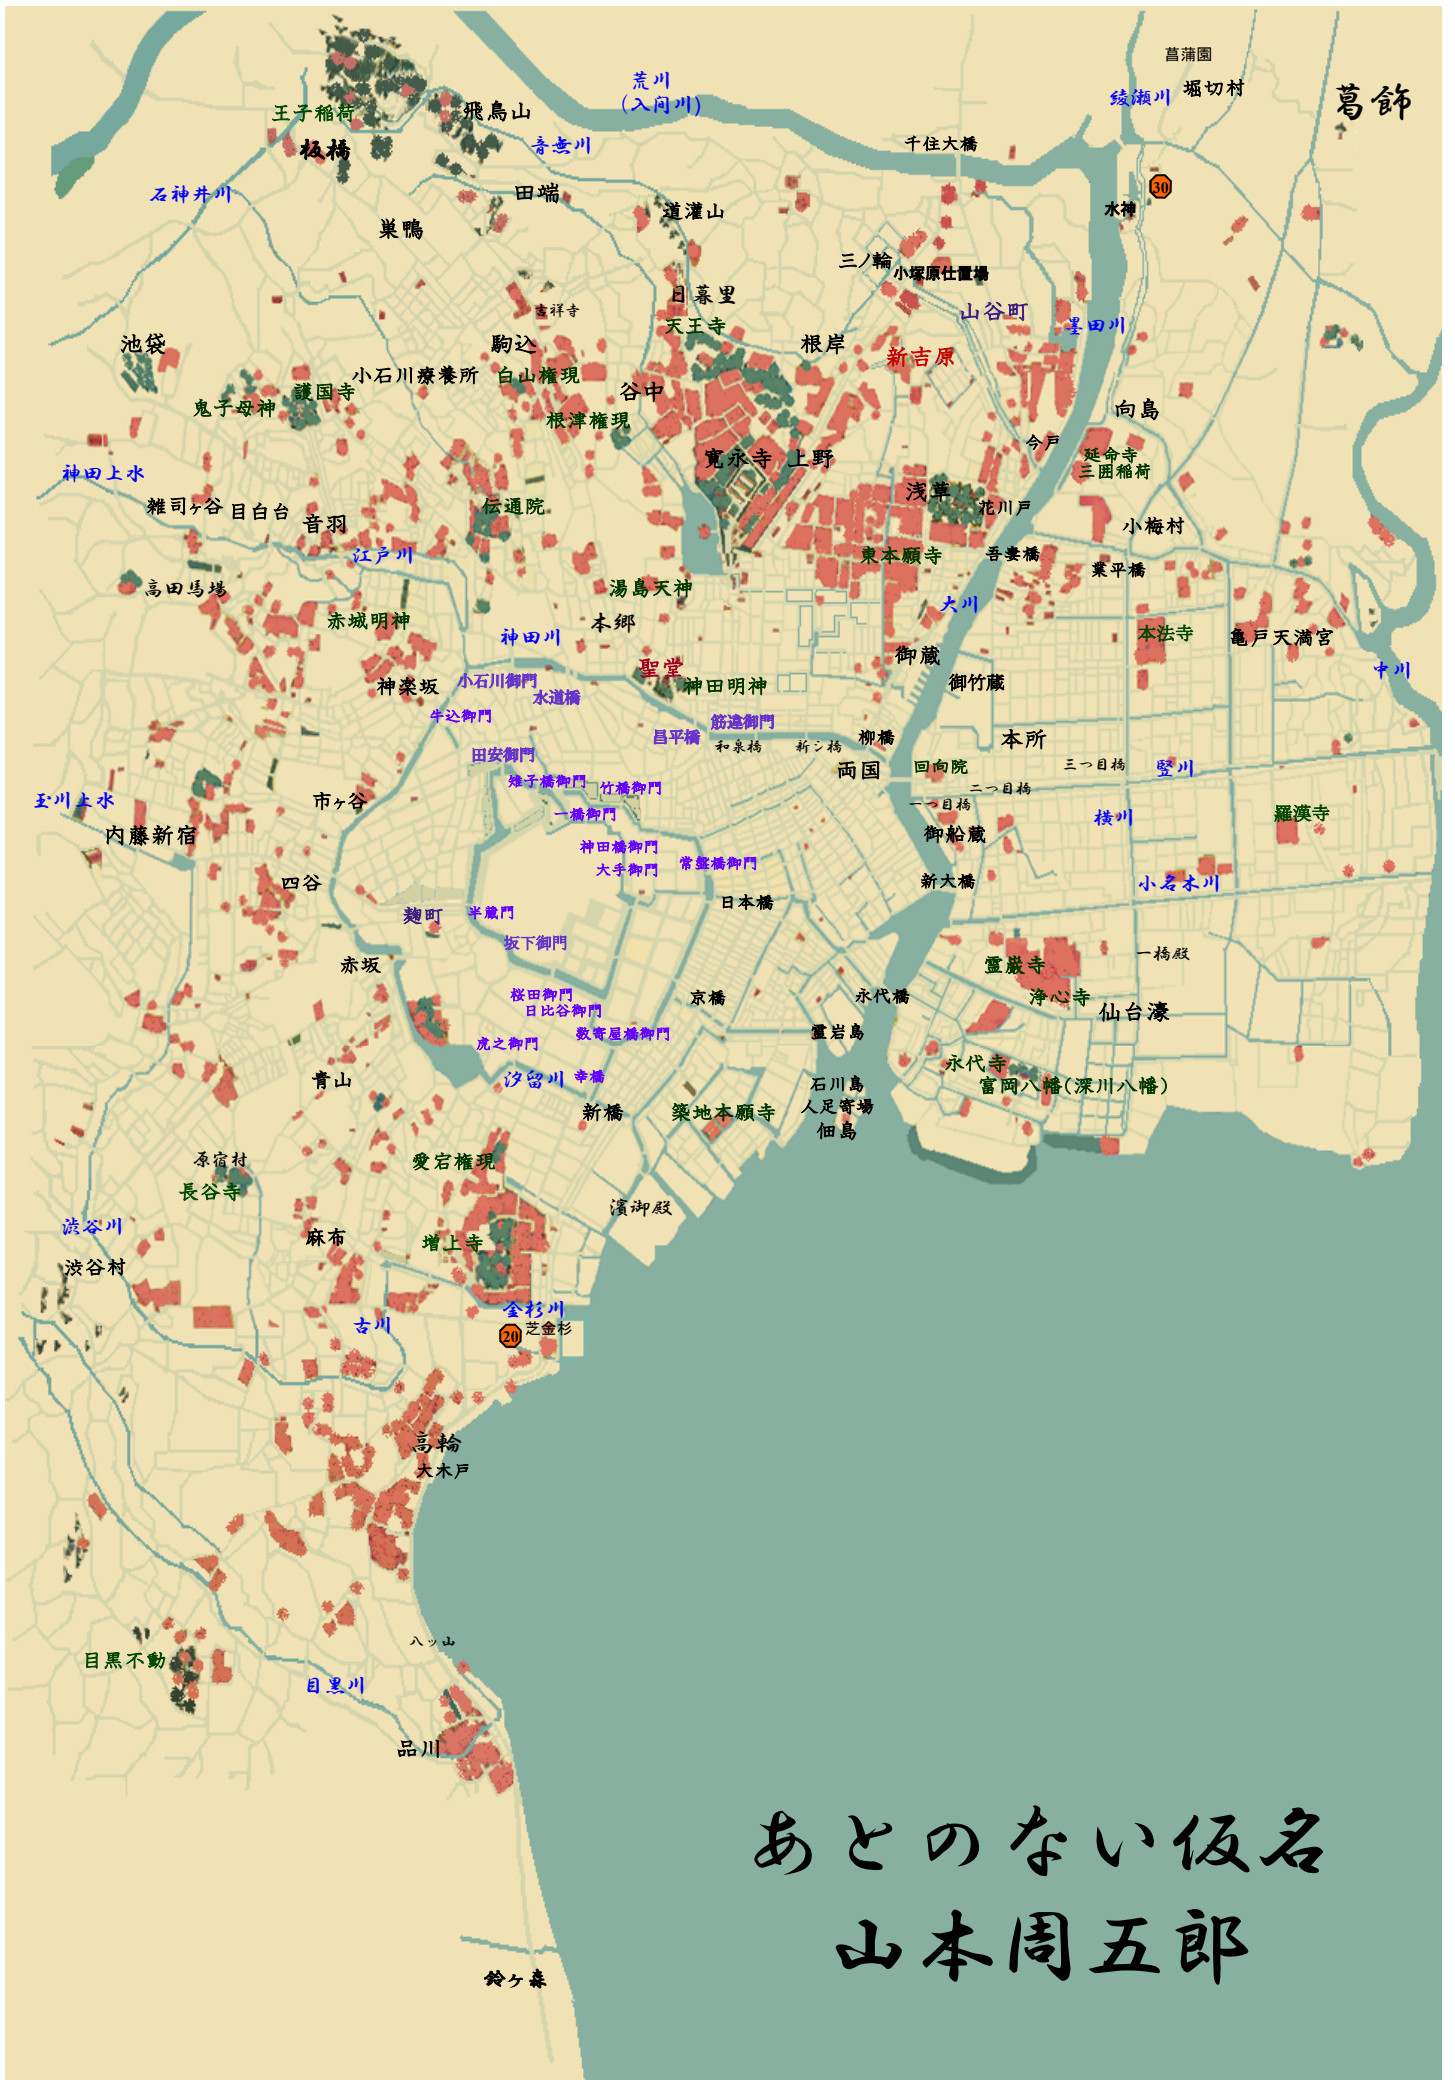 菖蒲園
堀切村
葛飾
綾瀬川
荒川
(入間川)
王子稲荷
飛鳥山
板橋
音無川
千住大橋
30
石神井川
田端
道灌山
水神
巣鴨
三ノ輪
小塚原仕置場
日暮里
吉祥寺
山谷町
天王寺
墨田川
池袋
駒込
根岸
新吉原
小石川療養所
白山権現
護国寺
谷中
鬼子母神
根津権現
向島
今戸
延命寺
三囲稲荷
寛永寺
上野
神田上水
浅草
雑司ヶ谷
目白台
音羽
伝通院
花川戸
小梅村
江戸川
東本願寺
吾妻橋
業平橋
高田馬場
湯島天神
大川
赤城明神
本郷
神田川
本法寺
亀戸天満宮
御蔵
聖堂
神田明神
中川
神楽坂
小石川御門
水道橋
御竹蔵
牛込御門
昌平橋
筋違御門
柳橋
本所
和泉橋
新シ橋
田安御門
両国
回向院
三つ目橋
竪川
雉子橋御門
竹橋御門
二つ目橋
玉川上水
市ヶ谷
一橋御門
一つ目橋
横川
羅漢寺
内藤新宿
御船蔵
神田橋御門
大手御門
常盤橋御門
四谷
新大橋
小名木川
日本橋
麹町
半蔵門
坂下御門
赤坂
霊巌寺
一橋殿
桜田御門
京橋
永代橋
浄心寺
日比谷御門
仙台濠
数寄屋橋御門
霊岩島
虎之御門
永代寺
青山
汐留川
幸橋
石川島
富岡八幡(深川八幡)
人足寄場
新橋
築地本願寺
佃島
原宿村
愛宕権現
長谷寺
濱御殿
渋谷川
麻布
増上寺
渋谷村
金杉川
古川
20
芝金杉
高輪
大木戸
八ッ山
目黒不動
目黒川
品川
あとのない仮名
山本周五郎
鈴ヶ森